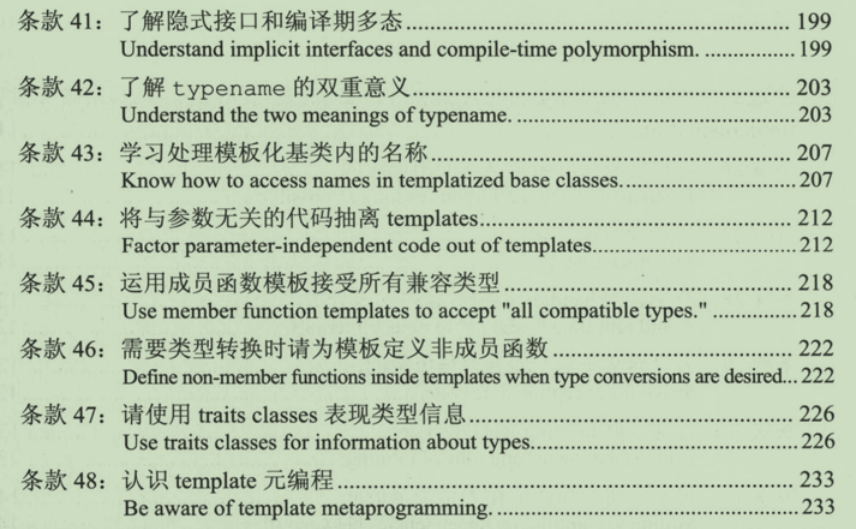 条款 41：了解隐式接口和编译期多态................................................ 199
Understand implicit interfaces and compile-time polymorphism. ............... 199
条款 42：了解 typename 的双重意义............................................... 203
Understand the two meanings of typename. ........................................... 203
条款 43：学习处理模板化基类内的名称............................................. 207
Know how to access names in templatized base classes........................... 207
条款 44：将与参数无关的代码抽离 templates........................................ 212
Factor parameter-independent code out of templates............................... 212
条款 45：运用成员函数模板接受所有兼容类型..................................... 218
Use member function templates to accept "all compatible types." .............. 218
条款 46：需要类型转换时请为模板定义非成员函数............................... 222
Define non-member functions inside templates when type conversions are desired... 222
条款 47：请使用 traits classes 表现类型信息......................................... 226
Use traits classes for information about types........................................ 226
条款 48：认识 template 元编程........................................................ 233
Be aware of template metaprogramming. .............................................. 233